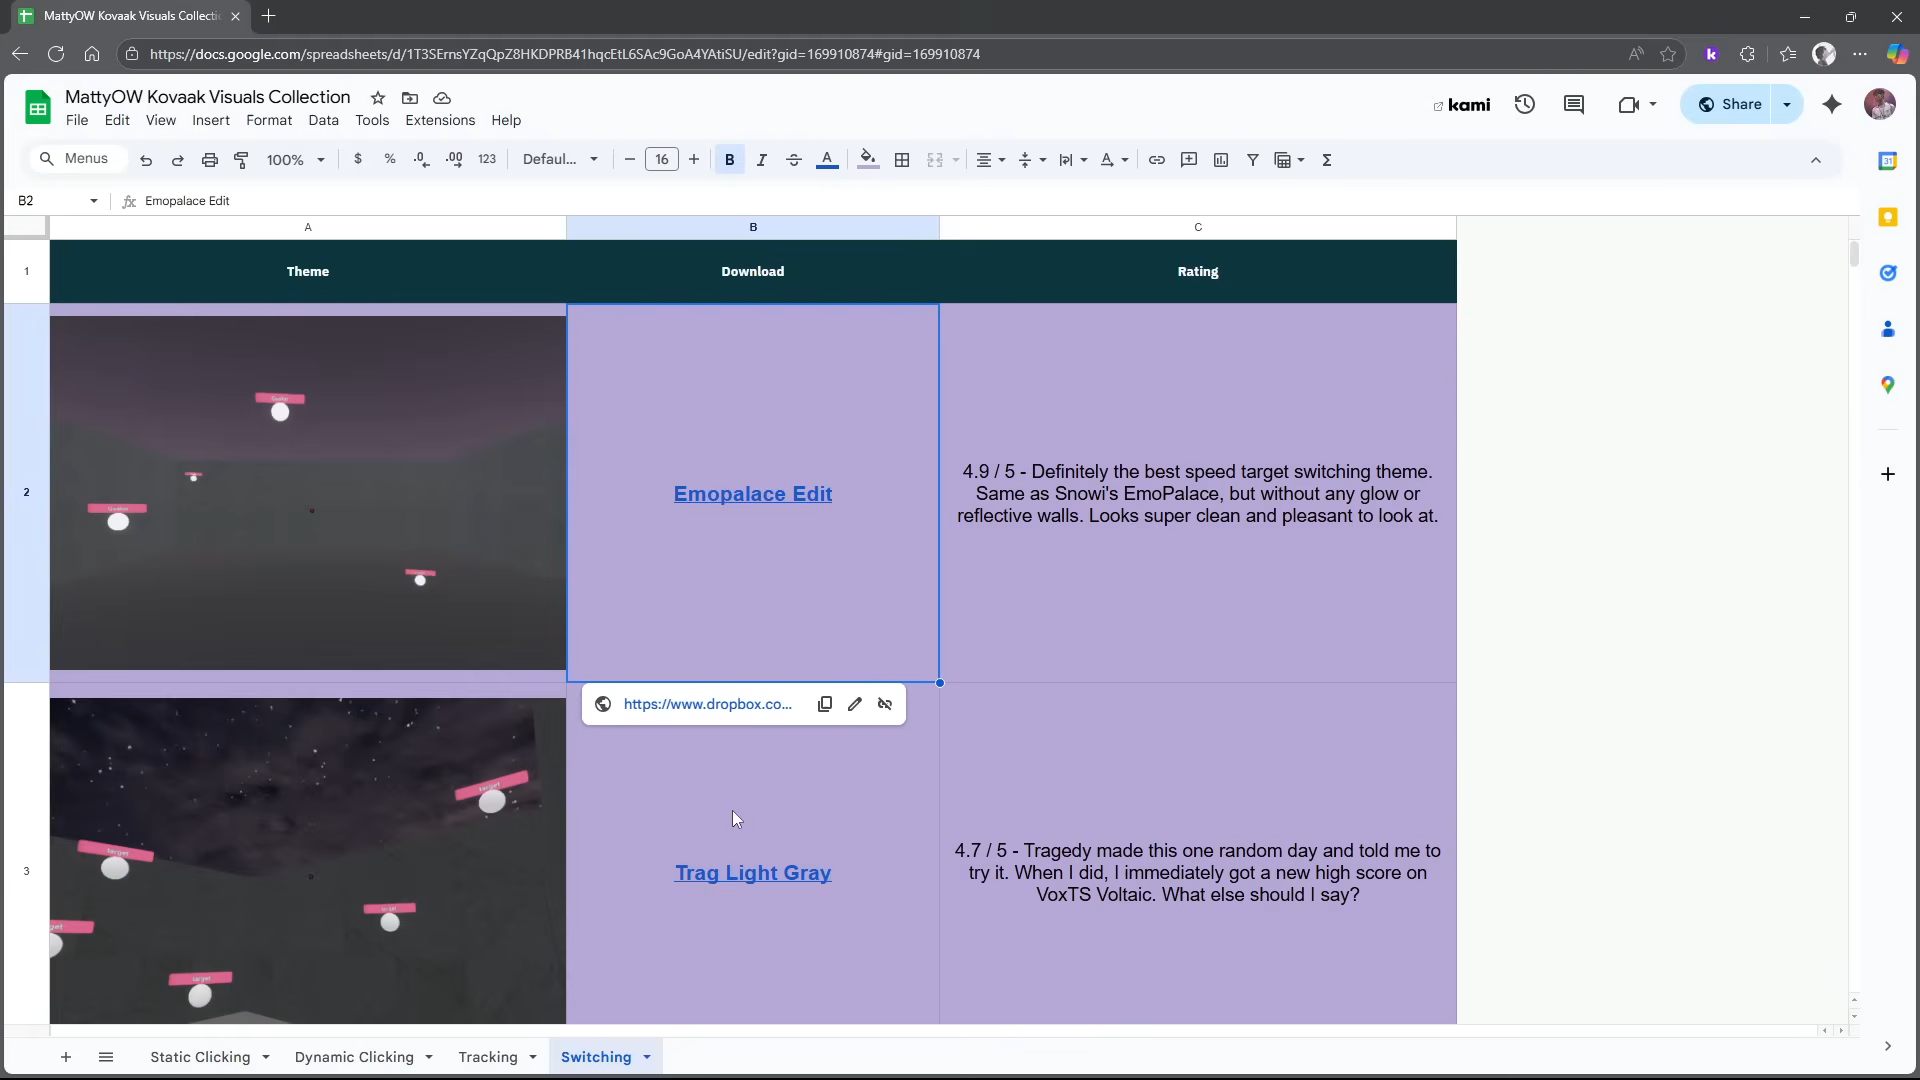 MattyOW Kovaak Visuals Collecti
https://docs.google.com/spreadsheets/d/1T3SErnsYZqQpZ8HKDPRB41hqcEtL6SAc9GoA4YAtiSU/edit?gid=169910874#gid=169910874
MattyOW Kovaak Visuals Collection
kami
Share
File Edit View Insert Format Data Tools Extensions Help
Menus
100%
$ % .0 .00 123
Defaul...
16
B I S A
B2
fx Emopalace Edit
A B C
1 Theme Download Rating
2
Emopalace Edit
4.9 / 5 - Definitely the best speed target switching theme.
Same as Snowi's EmoPalace, but without any glow or
reflective walls. Looks super clean and pleasant to look at.
https://www.dropbox.co...
3
target
target
target
Trag Light Gray
4.7 / 5 - Tragedy made this one random day and told me to
try it. When I did, I immediately got a new high score on
VoxTS Voltaic. What else should I say?
Static Clicking Dynamic Clicking Tracking Switching